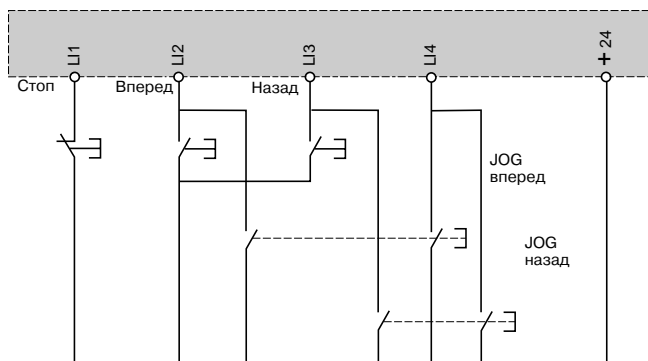 LI1
LI2
LI3
LI4
+ 24
Стоп
Вперед
Назад
JOG
вперед
JOG
назад